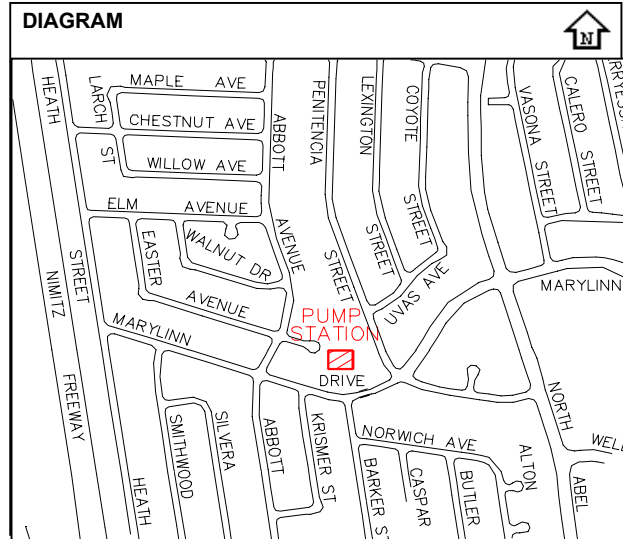 DIAGRAM
N
HEATH
STREET
LARCH
ST
MAPLE AVE
CHESTNUT AVE
WILLOW AVE
ELM AVENUE
ABBOTT
AVENUE
PENITENCIA
STREET
LEXINGTON
STREET
COYOTE
STREET
VASONA
STREET
CALERO
STREET
WALNUT DR
EASTER
AVENUE
UVAS AVE
MARYLINN
MARYLINN
DRIVE
PUMP
STATION
NIMITZ
FREEWAY
HEATH
SMITHWOOD
SILVERA
ABBOTT
KRISMER ST
NORWICH AVE
BARKER S
CASPAR
BUTLER
ALTON
NORTH
ABEL
WEL